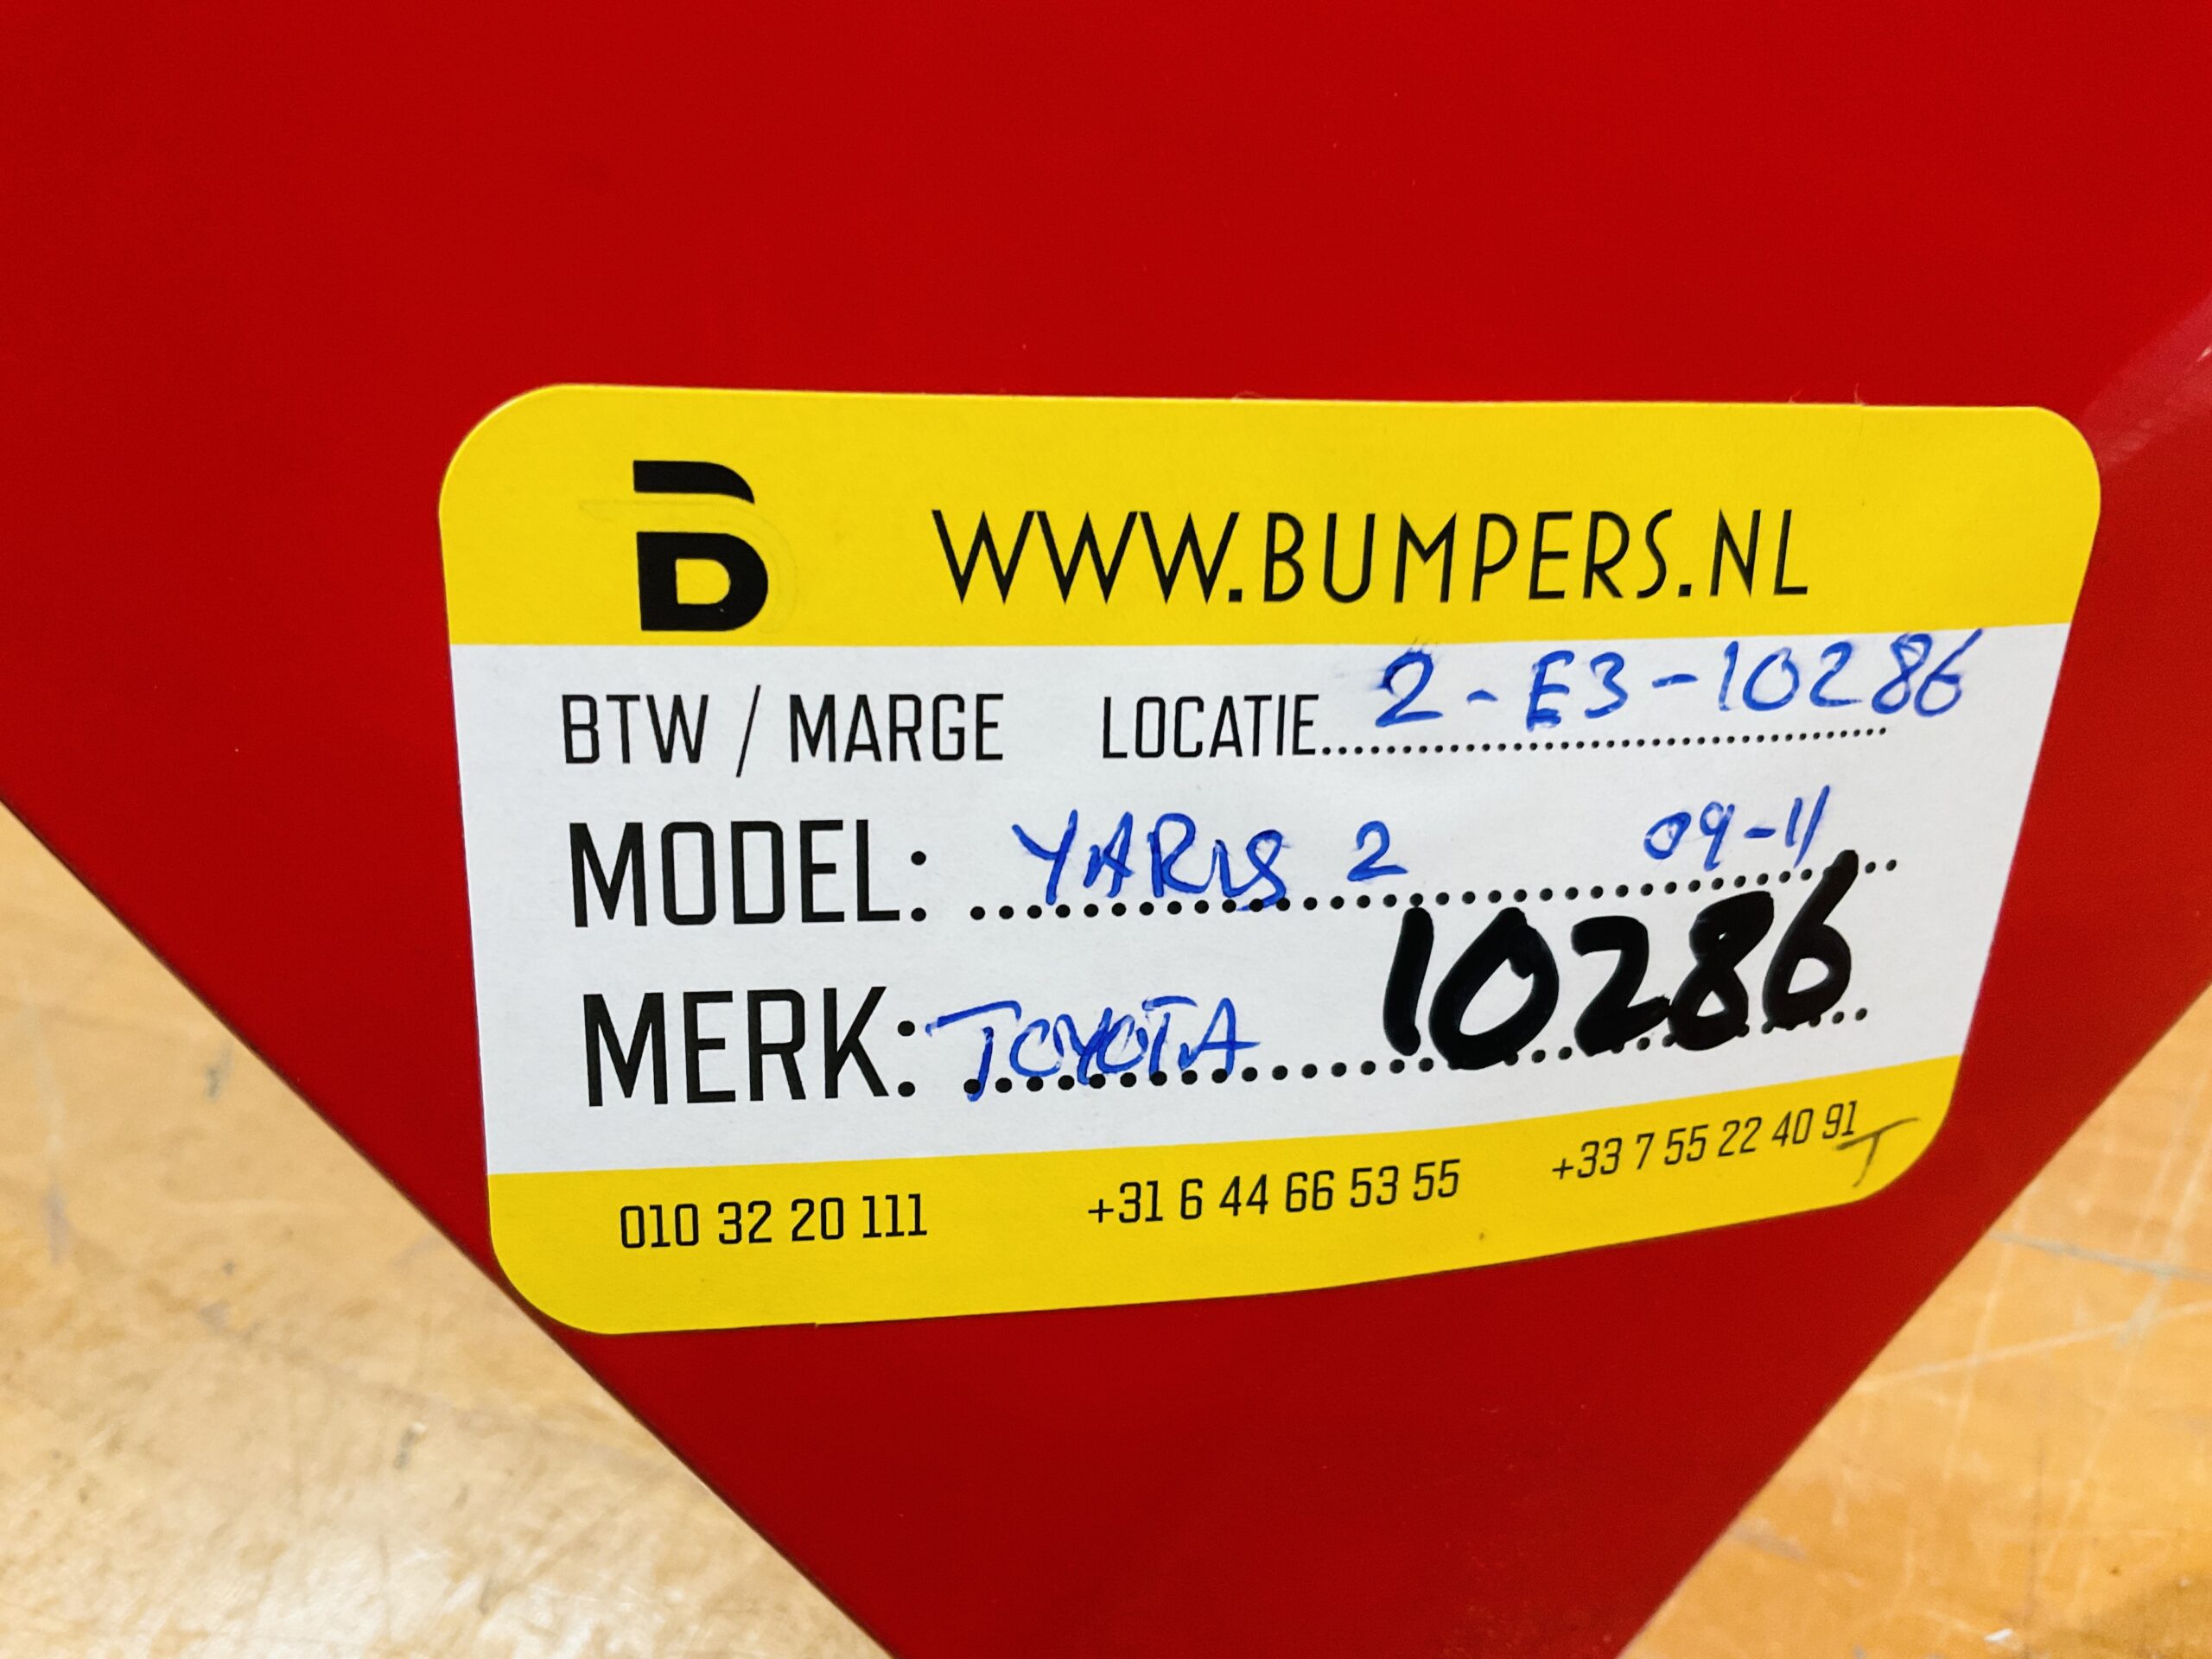 B WWW.BUMPERS.NL
BTW / MARGE LOCATIE 2-E3-10286
MODEL: YARIS 2 09-11
MERK: TOYOTA 10286
010 32 20 111 +31 6 44 66 53 55 +33 7 55 22 40 91
T